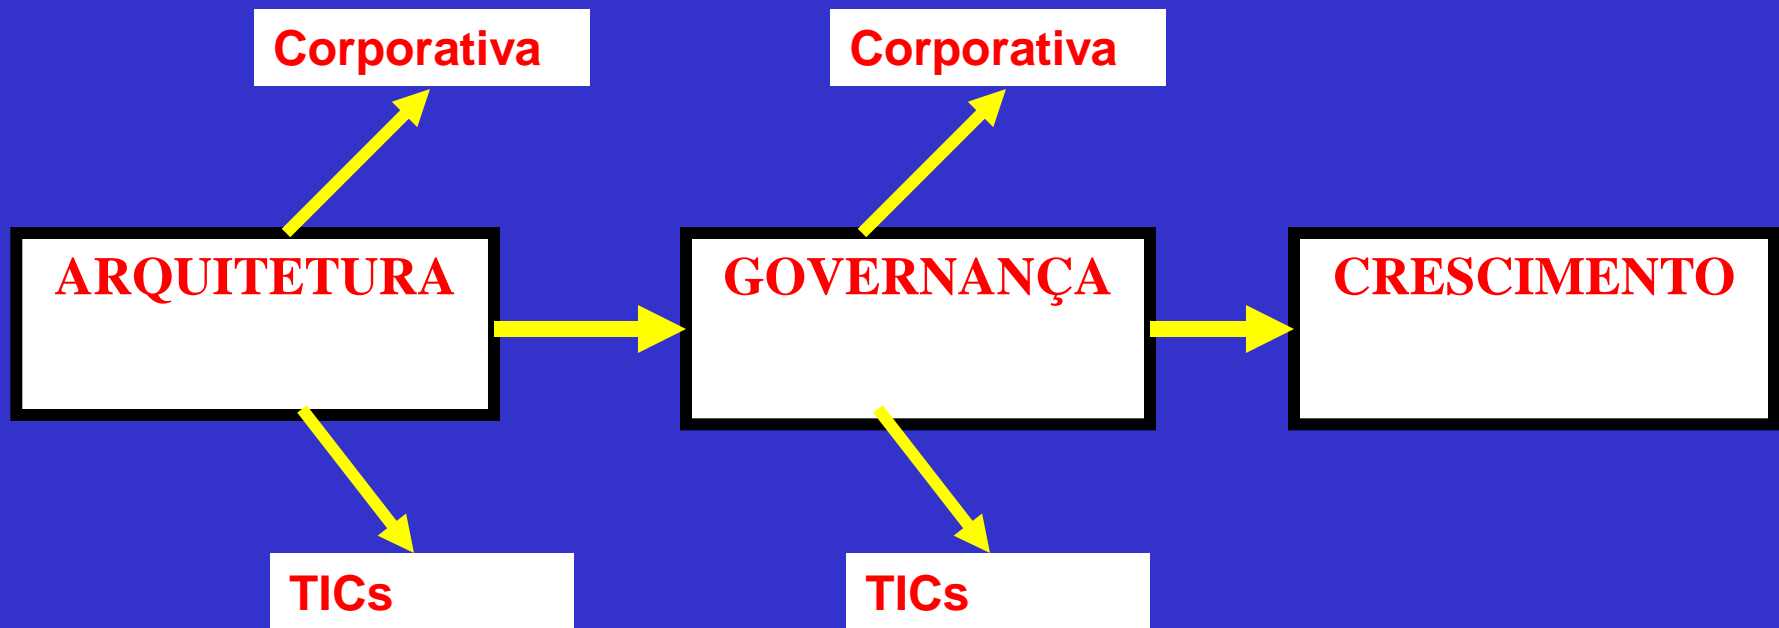 Corporativa
Corporativa
ARQUITETURA
GOVERNANÇA
CRESCIMENTO
TICs
TICs